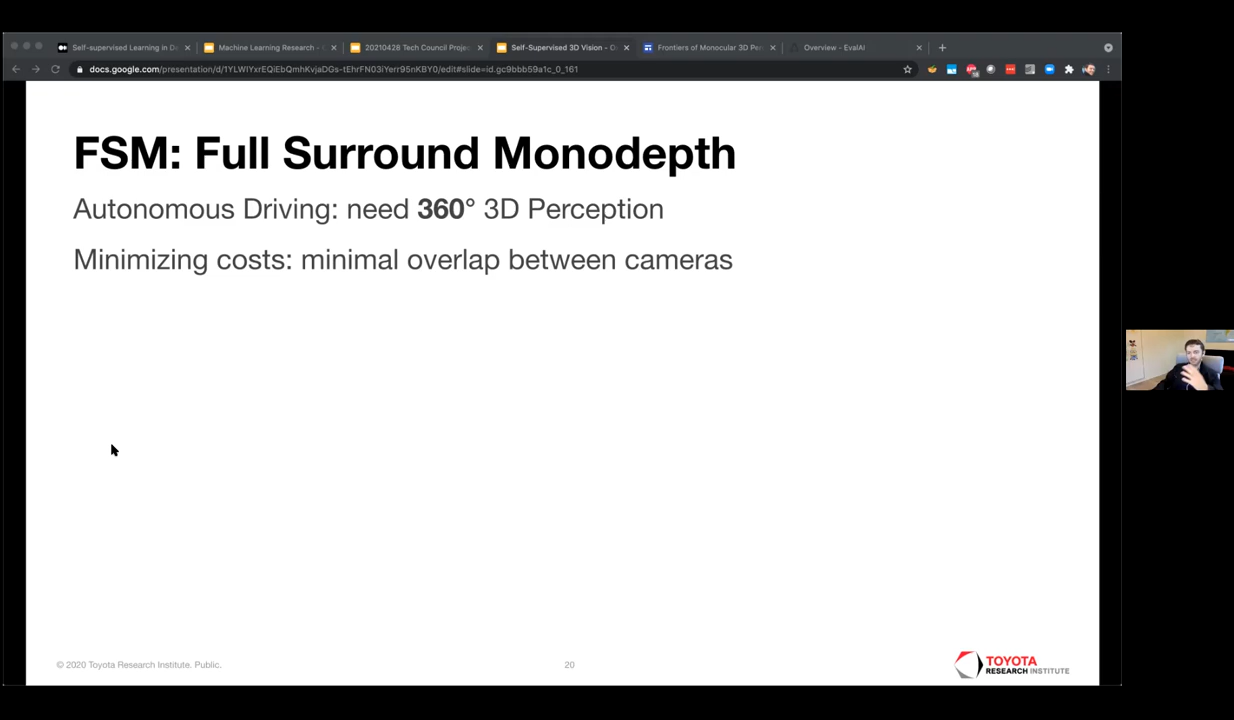 Self-supervised Learning in De
Machine Learning Research -
20210428 Tech Council Proje
Self-Supervised 3D Vision - O
Frontiers of Monocular 3D Per
Overview - EvalAI
docs.google.com/presentation/d/1YLWIYxrEQiEbQmhKvjaDGs-tEhrFN03iYerr95nKBY0/edit#slide=id.gc9bbb59a1c_0_161
FSM: Full Surround Monodepth
Autonomous Driving: need 360° 3D Perception
Minimizing costs: minimal overlap between cameras
© 2020 Toyota Research Institute. Public.
20
TOYOTA
RESEARCH INSTITUTE